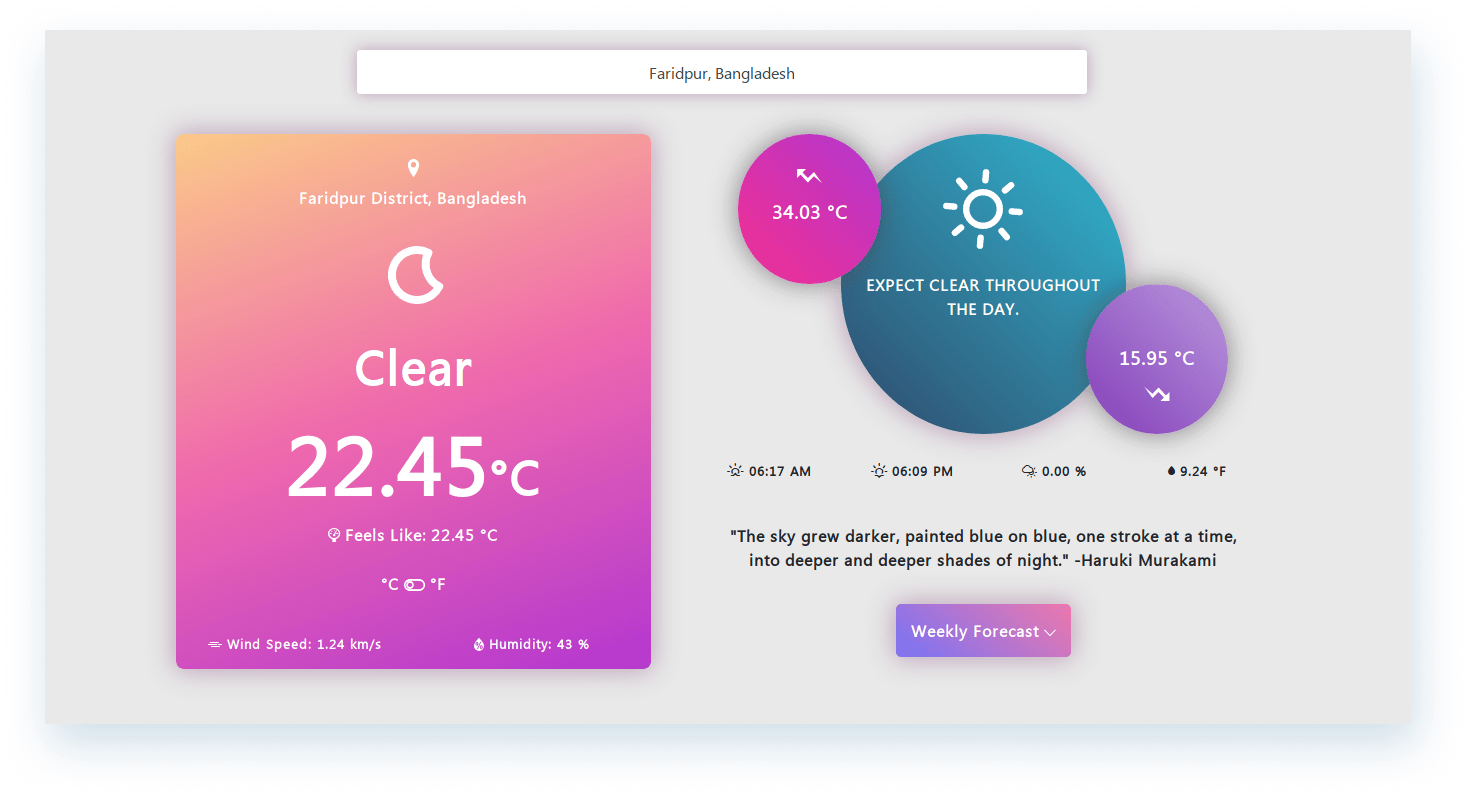 Faridpur, Bangladesh
Faridpur District, Bangladesh
Clear
22.45°C
Feels Like: 22.45 °C
°C °F
Wind Speed: 1.24 km/s
Humidity: 43 %
34.03 °C
EXPECT CLEAR THROUGHOUT
THE DAY.
15.95 °C
06:17 AM
06:09 PM
0.00 %
9.24 °F
"The sky grew darker, painted blue on blue, one stroke at a time,
into deeper and deeper shades of night." -Haruki Murakami
Weekly Forecast